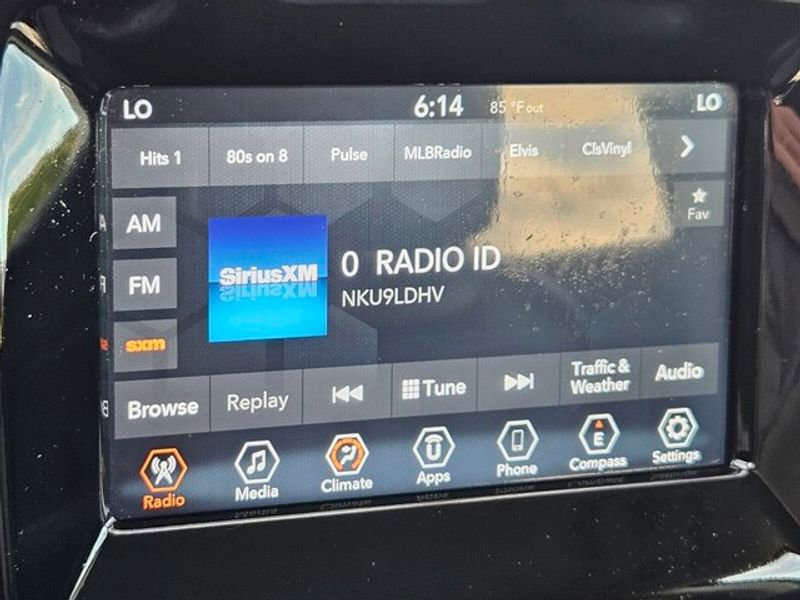 LO 6:14 85 °F out LO
Hits 1 80s on 8 Pulse MLBRadio Elvis ClsVinyl
Fav
AM
FM
sxm
SiriusXM
0 RADIO ID
NKU9LDHV
Browse Replay Tune Traffic & Weather Audio
E
Radio Media Climate Apps Phone Compass Settings